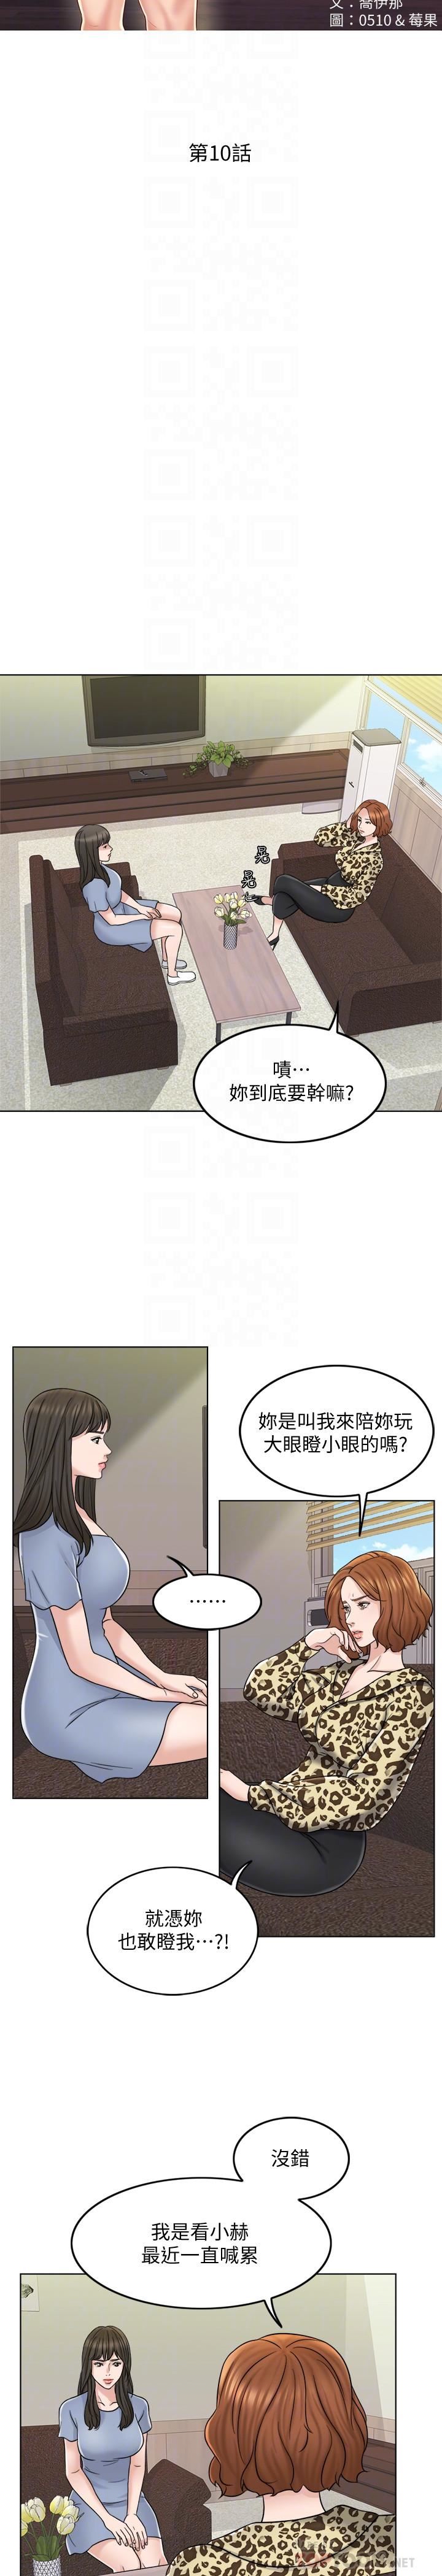 文：喬伊那
圖：0510 & 莓果
第10話
晃
晃
嘖…
妳到底要幹嘛?
妳是叫我來陪妳玩
大眼瞪小眼的嗎?
……
就憑妳
也敢瞪我…?!
沒錯
我是看小赫
最近一直喊累